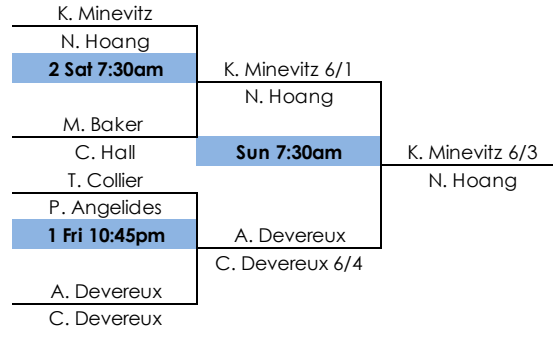 K. Minevitz
N. Hoang
2 Sat 7:30am
K. Minevitz 6/1
N. Hoang
M. Baker
C. Hall
Sun 7:30am
K. Minevitz 6/3
N. Hoang
T. Collier
P. Angelides
1 Fri 10:45pm
A. Devereux
C. Devereux 6/4
A. Devereux
C. Devereux